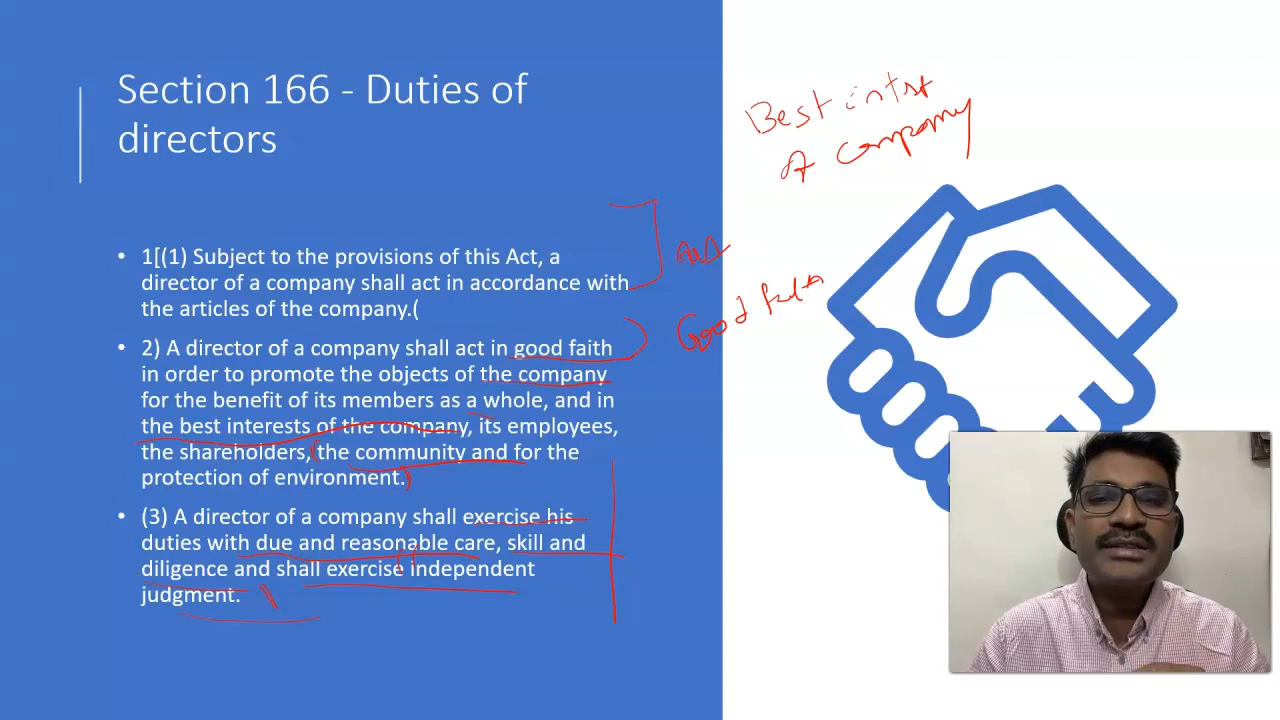 Section 166 - Duties of
directors
1[(1) Subject to the provisions of this Act, a
director of a company shall act in accordance with
the articles of the company.(
2) A director of a company shall act in good faith
in order to promote the objects of the company
for the benefit of its members as a whole, and in
the best interests of the company, its employees,
the shareholders, the community and for the
protection of environment.
(3) A director of a company shall exercise his
duties with due and reasonable care, skill and
diligence and shall exercise independent
judgment.
Best
of company
Good